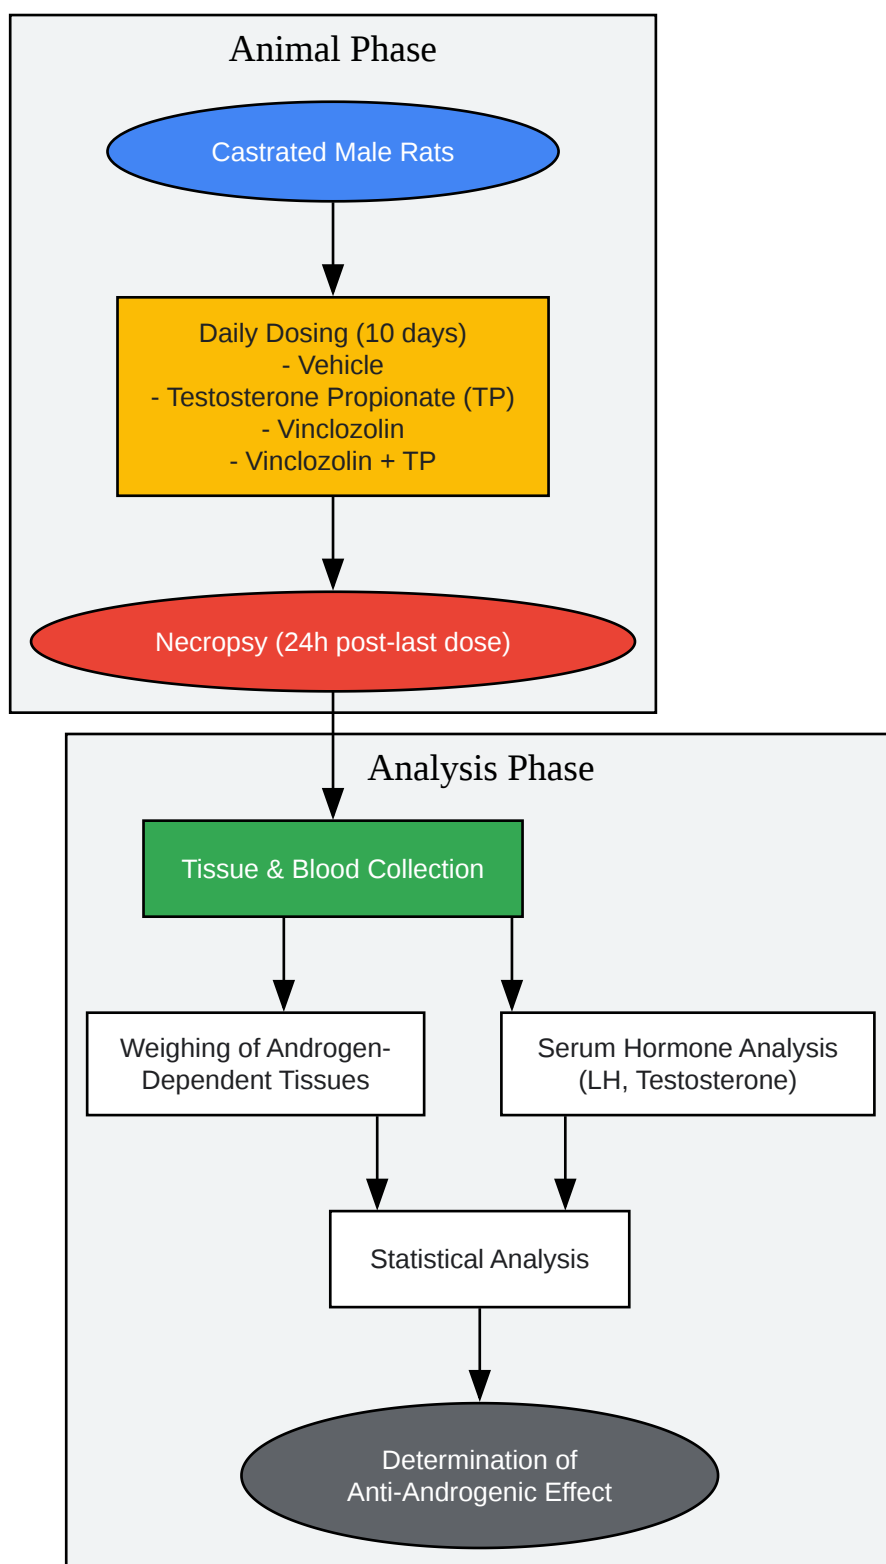 Animal Phase
Castrated Male Rats
Daily Dosing (10 days)
- Vehicle
- Testosterone Propionate (TP)
- Vinclozolin
- Vinclozolin + TP
Necropsy (24h post-last dose)
Analysis Phase
Tissue & Blood Collection
Weighing of Androgen-
Dependent Tissues
Serum Hormone Analysis
(LH, Testosterone)
Statistical Analysis
Determination of
Anti-Androgenic Effect